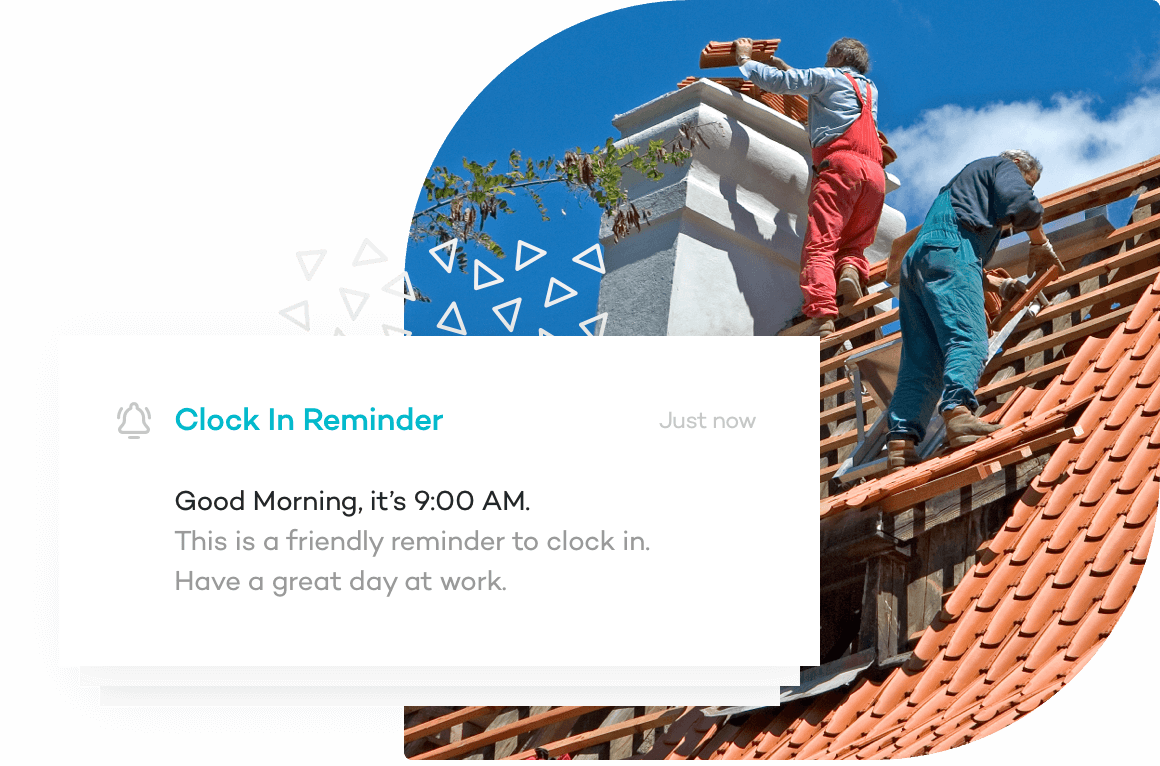 Clock In Reminder
Just now
Good Morning, it’s 9:00 AM.
This is a friendly reminder to clock in.
Have a great day at work.